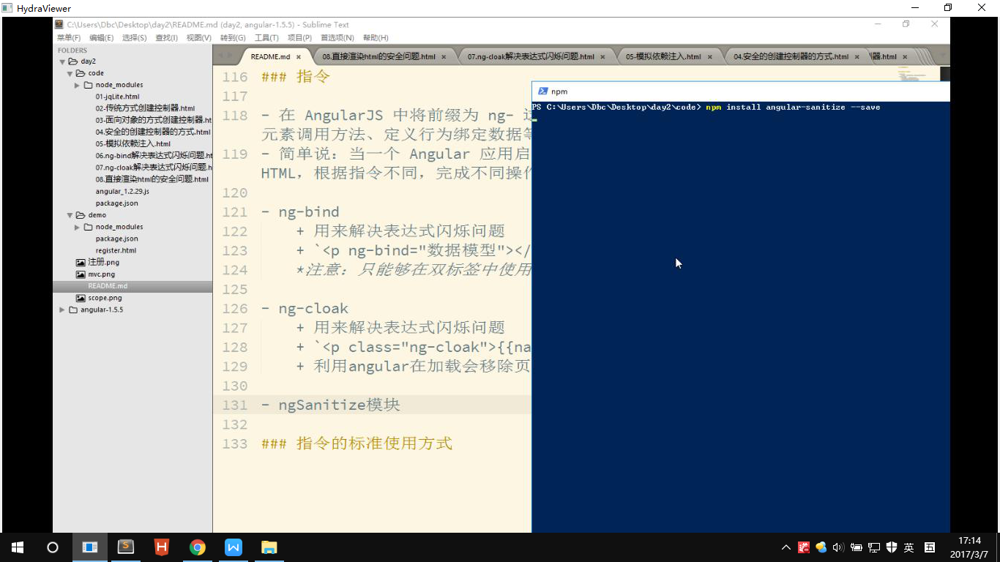 HydraViewer
C:\Users\Dbc\Desktop\day2\README.md (day2, angular-1.5.5) - Sublime Text
菜单(F) 编辑(E) 选择(S) 查找(I) 视图(V) 转到(G) 工具(T) 项目(P) 首选项(N) 帮助(H)
FOLDERS
day2
code
node_modules
01-jqLite.html
02-传统方式创建控制器.html
03-面向对象的方式创建控制器.ht
04.安全的创建控制器的方式.html
05-模拟依赖注入.html
06.ng-bind解决表达式闪烁问题.ht
07.ng-cloak解决表达式闪烁问题.h
08.直接渲染html的安全问题.html
angular_1.2.29.js
package.json
demo
node_modules
package.json
register.html
注册.png
mvc.png
README.md
scope.png
angular-1.5.5
README.md × 08.直接渲染html的安全问题.html × 07.ng-cloak解决表达式闪烁问题.html × 05-模拟依赖注入.html × 04.安全的创建控制器的方式.html × 器.html ×
116 ### 指令
117
118 - 在 AngularJS 中将前缀为 ng-
元素调用方法、定义行为绑定数据等
119 - 简单说：当一个 Angular 应用启
HTML，根据指令不同，完成不同操作
120
121 - ng-bind
122 + 用来解决表达式闪烁问题
123 + `<p ng-bind="数据模型"></
124 *注意：只能够在双标签中使用
125
126 - ng-cloak
127 + 用来解决表达式闪烁问题
128 + `<p class="ng-cloak">{{na
129 + 利用angular在加载会移除页
130
131 - ngSanitize模块
132
133 ### 指令的标准使用方式
npm
PS C:\Users\Dbc\Desktop\day2\code> npm install angular-sanitize --save
英
五
17:14
2017/3/7